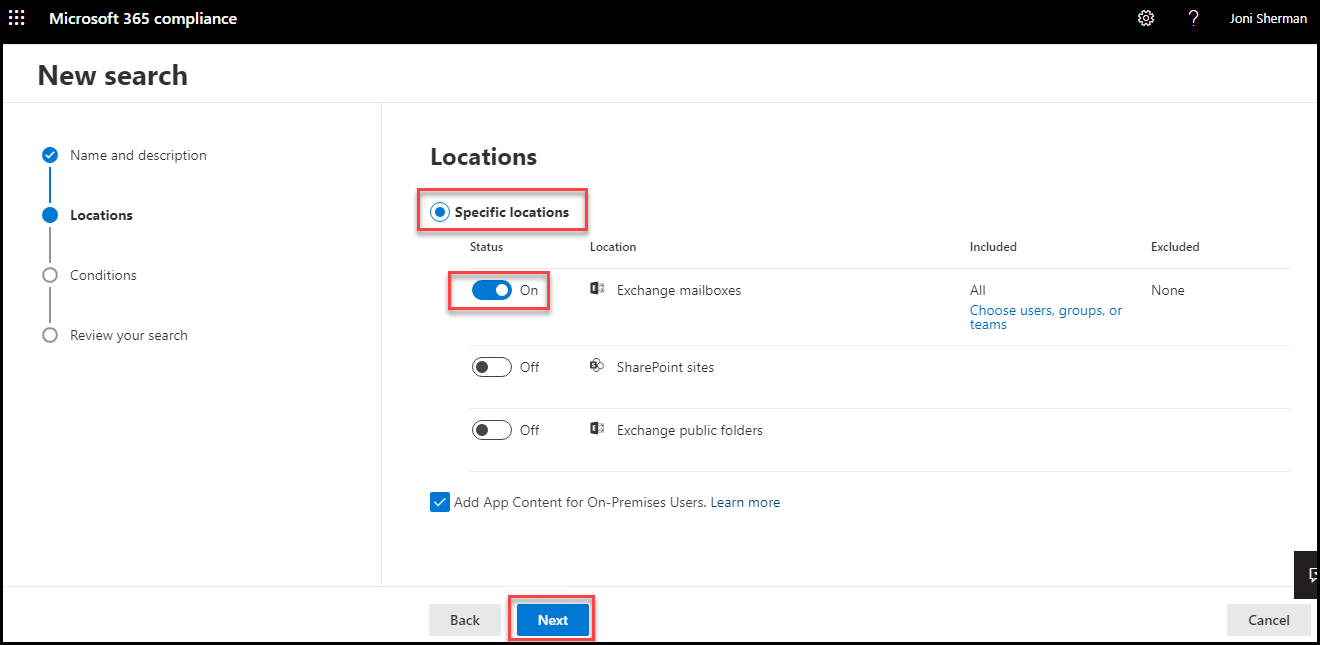 Microsoft 365 compliance
? Joni Sherman
New search
Name and description
Locations
Conditions
Review your search
Locations
Specific locations
Status Location Included Excluded
On Exchange mailboxes All None
Choose users, groups, or
teams
Off SharePoint sites
Off Exchange public folders
Add App Content for On-Premises Users. Learn more
Back Next Cancel